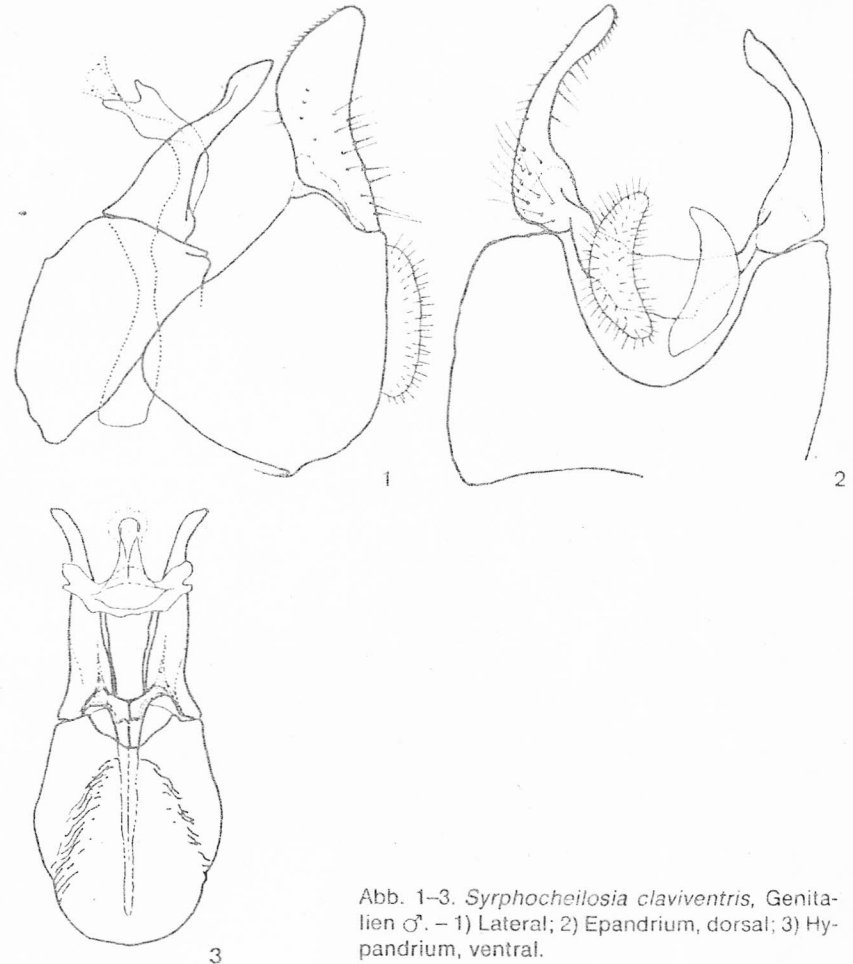 1
2
3
Abb. 1–3. Syrphocheilosia claviventris, Genita-
lien ♂. – 1) Lateral; 2) Epandrium, dorsal; 3) Hy-
pandrium, ventral.